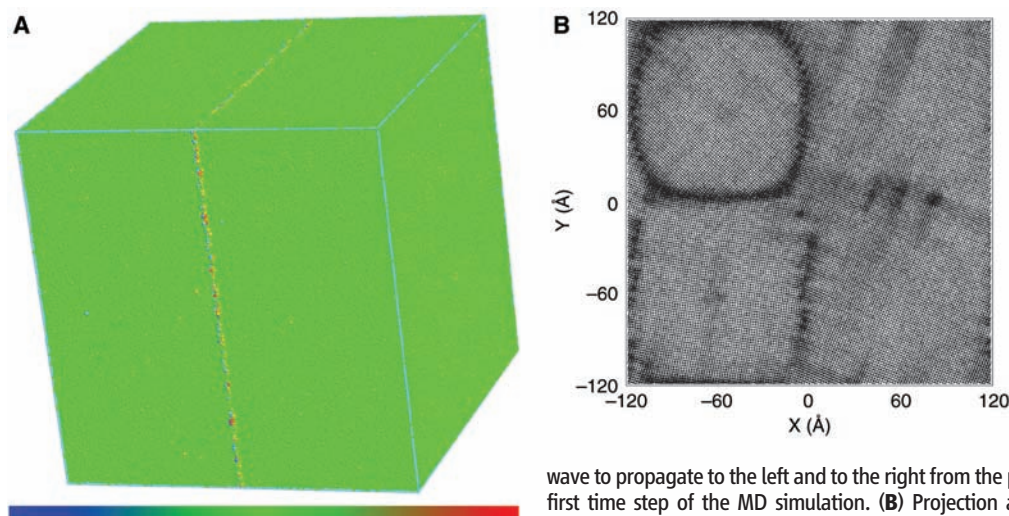 A
B
120
60
0
−60
−120
Y (Å)
−120
−60
0
60
120
X (Å)
wave to propagate to the left and to the right from the
first time step of the MD simulation. (B) Projection